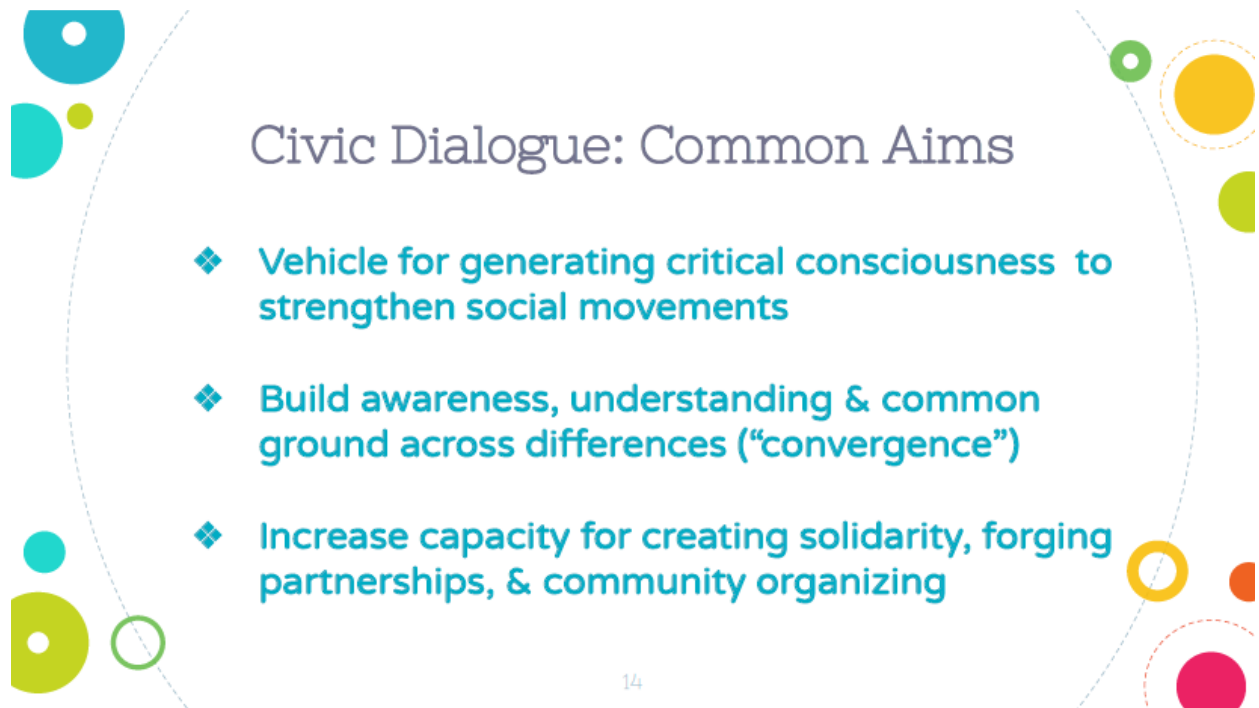 Civic Dialogue: Common Aims
❖ Vehicle for generating critical consciousness to
strengthen social movements
❖ Build awareness, understanding & common
ground across differences (“convergence”)
❖ Increase capacity for creating solidarity, forging
partnerships, & community organizing
14